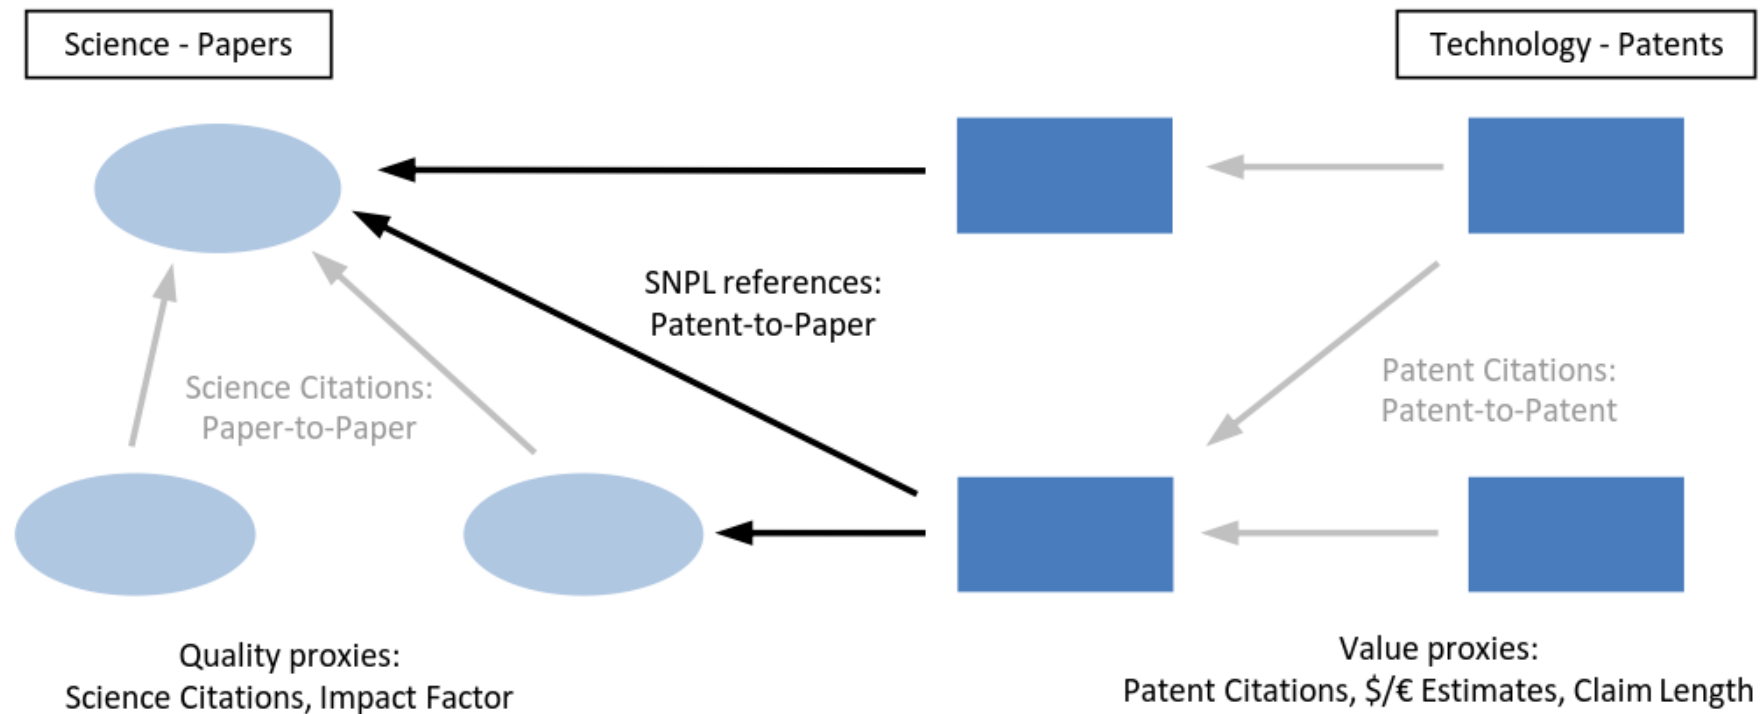 Science - Papers
Technology - Patents
SNPL references:
Patent-to-Paper
Science Citations:
Paper-to-Paper
Patent Citations:
Patent-to-Patent
Quality proxies:
Science Citations, Impact Factor
Value proxies:
Patent Citations, $/€ Estimates, Claim Length